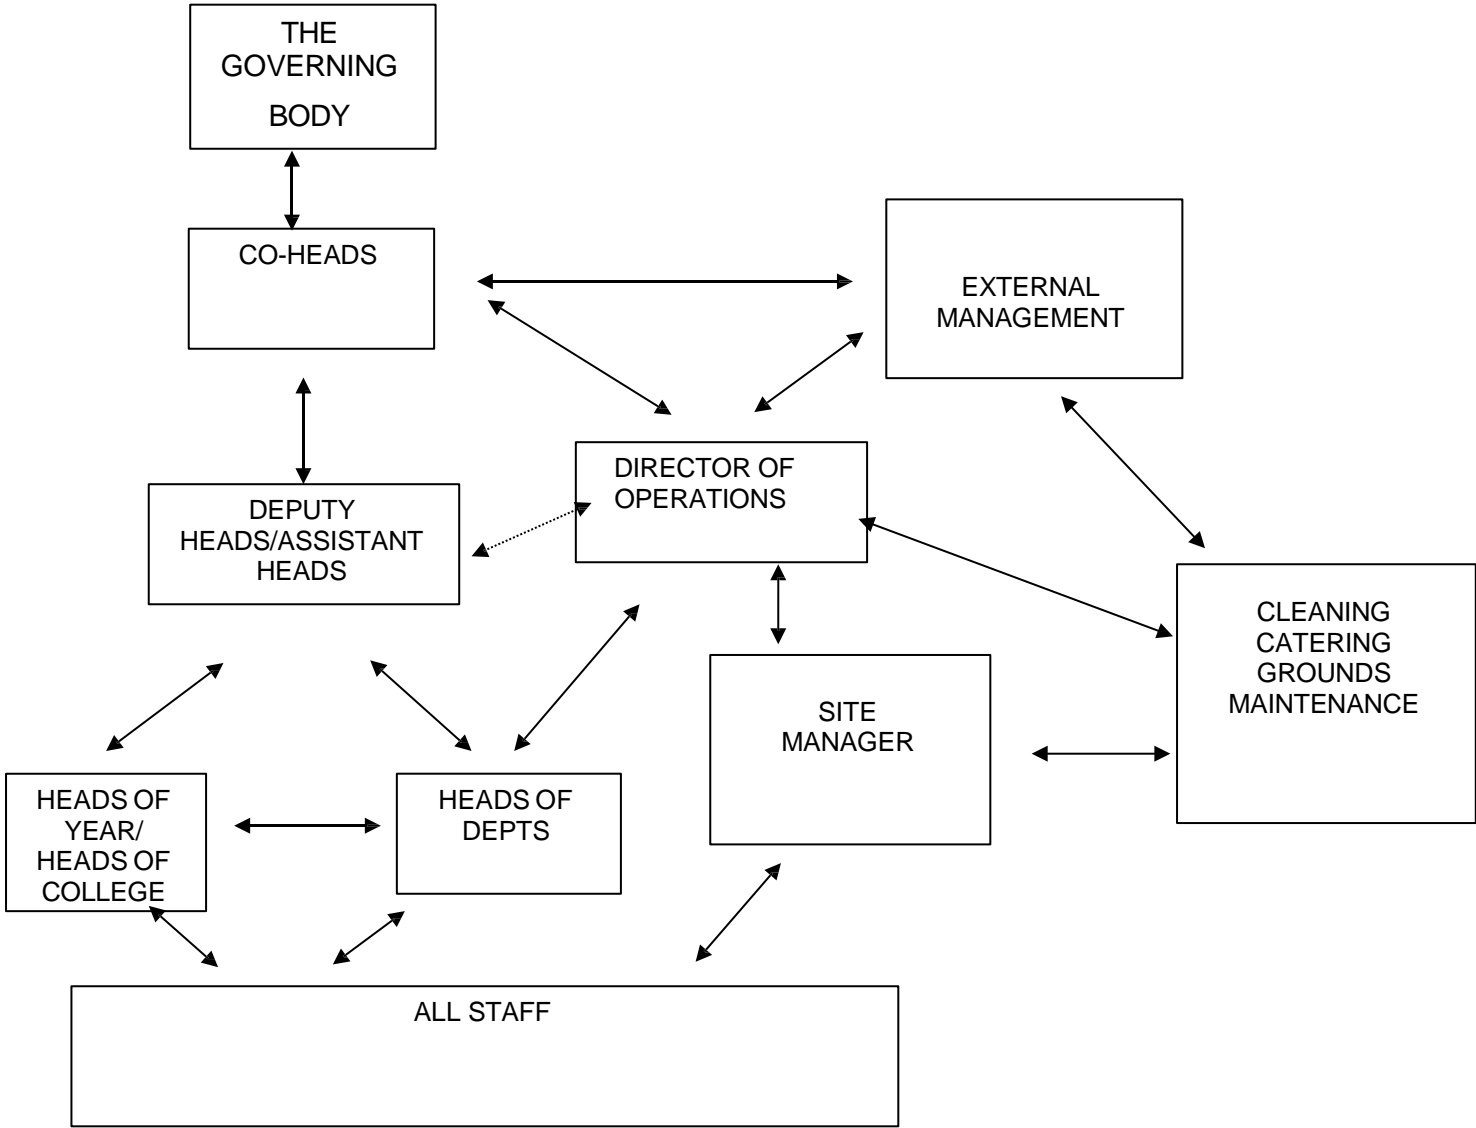 THE
GOVERNING
BODY
CO-HEADS
EXTERNAL
MANAGEMENT
DIRECTOR OF
OPERATIONS
DEPUTY
HEADS/ASSISTANT
HEADS
CLEANING
CATERING
GROUNDS
MAINTENANCE
SITE
MANAGER
HEADS OF
YEAR/
HEADS OF
COLLEGE
HEADS OF
DEPTS
ALL STAFF